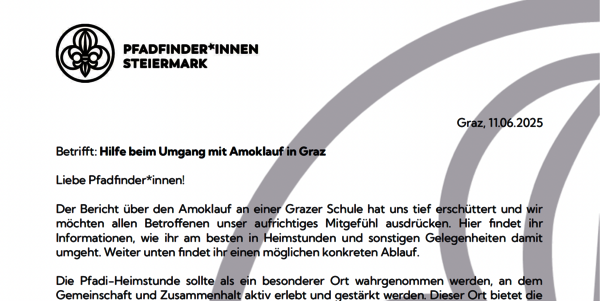 PFADFINDER*INNEN
STEIERMARK
Graz, 11.06.2025
Betrifft: Hilfe beim Umgang mit Amoklauf in Graz
Liebe Pfadfinder*innen!
Der Bericht über den Amoklauf an einer Grazer Schule hat uns tief erschüttert und wir
möchten allen Betroffenen unser aufrichtiges Mitgefühl ausdrücken. Hier findet ihr
Informationen, wie ihr am besten in Heimstunden und sonstigen Gelegenheiten damit
umgeht. Weiter unten findet ihr einen möglichen konkreten Ablauf.
Die Pfadi-Heimstunde sollte als ein besonderer Ort wahrgenommen werden, an dem
Gemeinschaft und Zusammenhalt aktiv erlebt und gestärkt werden. Dieser Ort bietet die